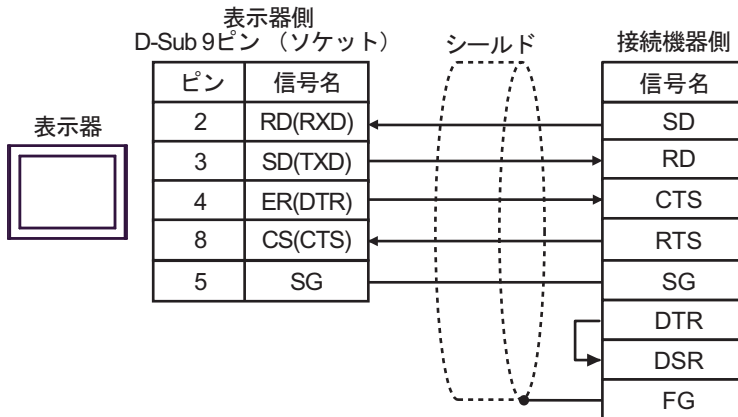 表示器側
D-Sub 9ピン （ソケット）
シールド
接続機器側
表示器
ピン 信号名 信号名
2 RD(RXD) SD
3 SD(TXD) RD
4 ER(DTR) CTS
8 CS(CTS) RTS
5 SG SG
DTR
DSR
FG